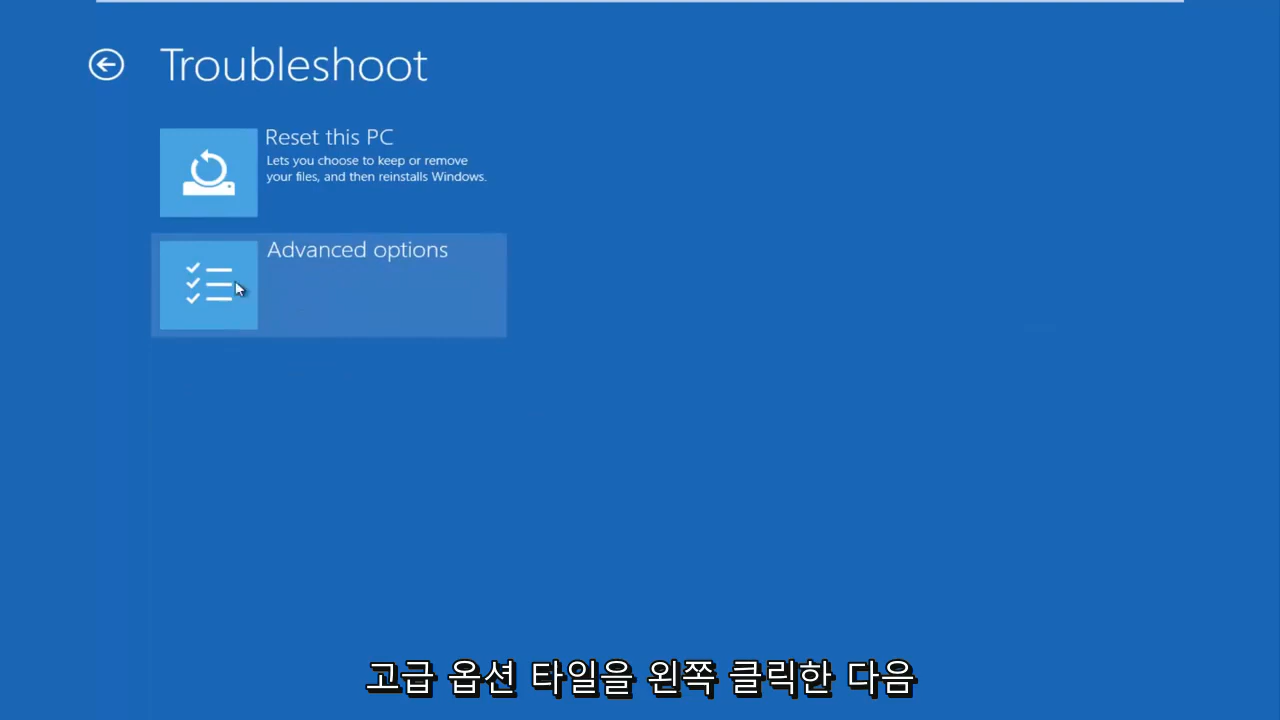 Troubleshoot
Reset this PC
Lets you choose to keep or remove
your files, and then reinstalls Windows.
Advanced options
고급 옵션 타일을 왼쪽 클릭한 다음